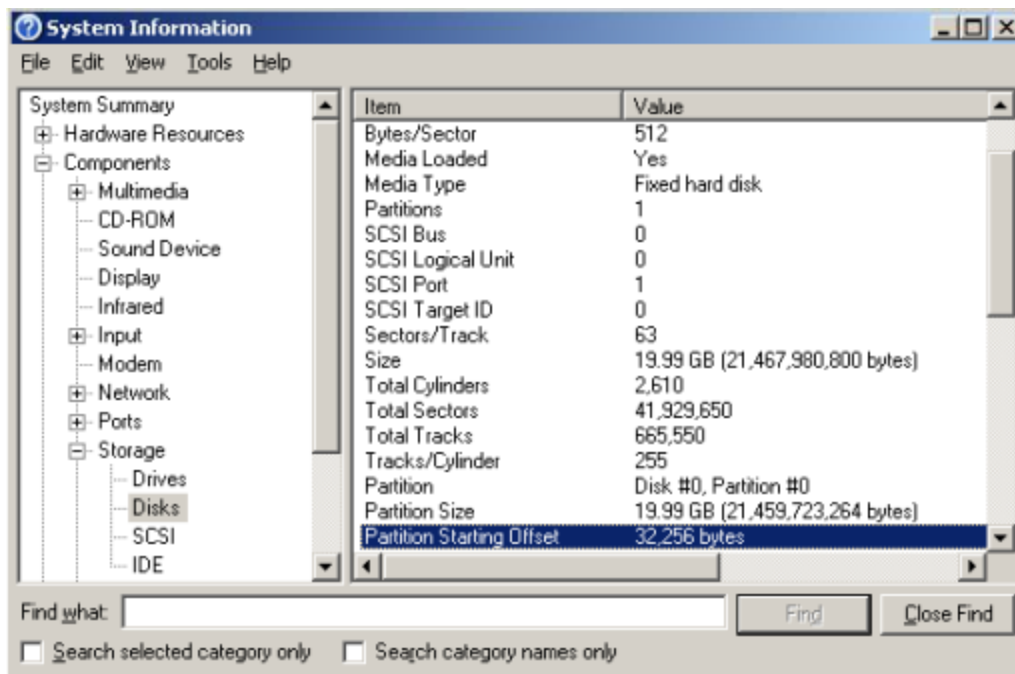 System Information
File Edit View Tools Help
System Summary
Hardware Resources
Components
Multimedia
CD-ROM
Sound Device
Display
Infrared
Input
Modem
Network
Ports
Storage
Drives
Disks
SCSI
IDE
Item Value
Bytes/Sector 512
Media Loaded Yes
Media Type Fixed hard disk
Partitions 1
SCSI Bus 0
SCSI Logical Unit 0
SCSI Port 1
SCSI Target ID 0
Sectors/Track 63
Size 19.99 GB (21,467,980,800 bytes)
Total Cylinders 2,610
Total Sectors 41,929,650
Total Tracks 665,550
Tracks/Cylinder 255
Partition Disk #0, Partition #0
Partition Size 19.99 GB (21,459,723,264 bytes)
Partition Starting Offset 32,256 bytes
Find what:
Find
Close Find
Search selected category only
Search category names only